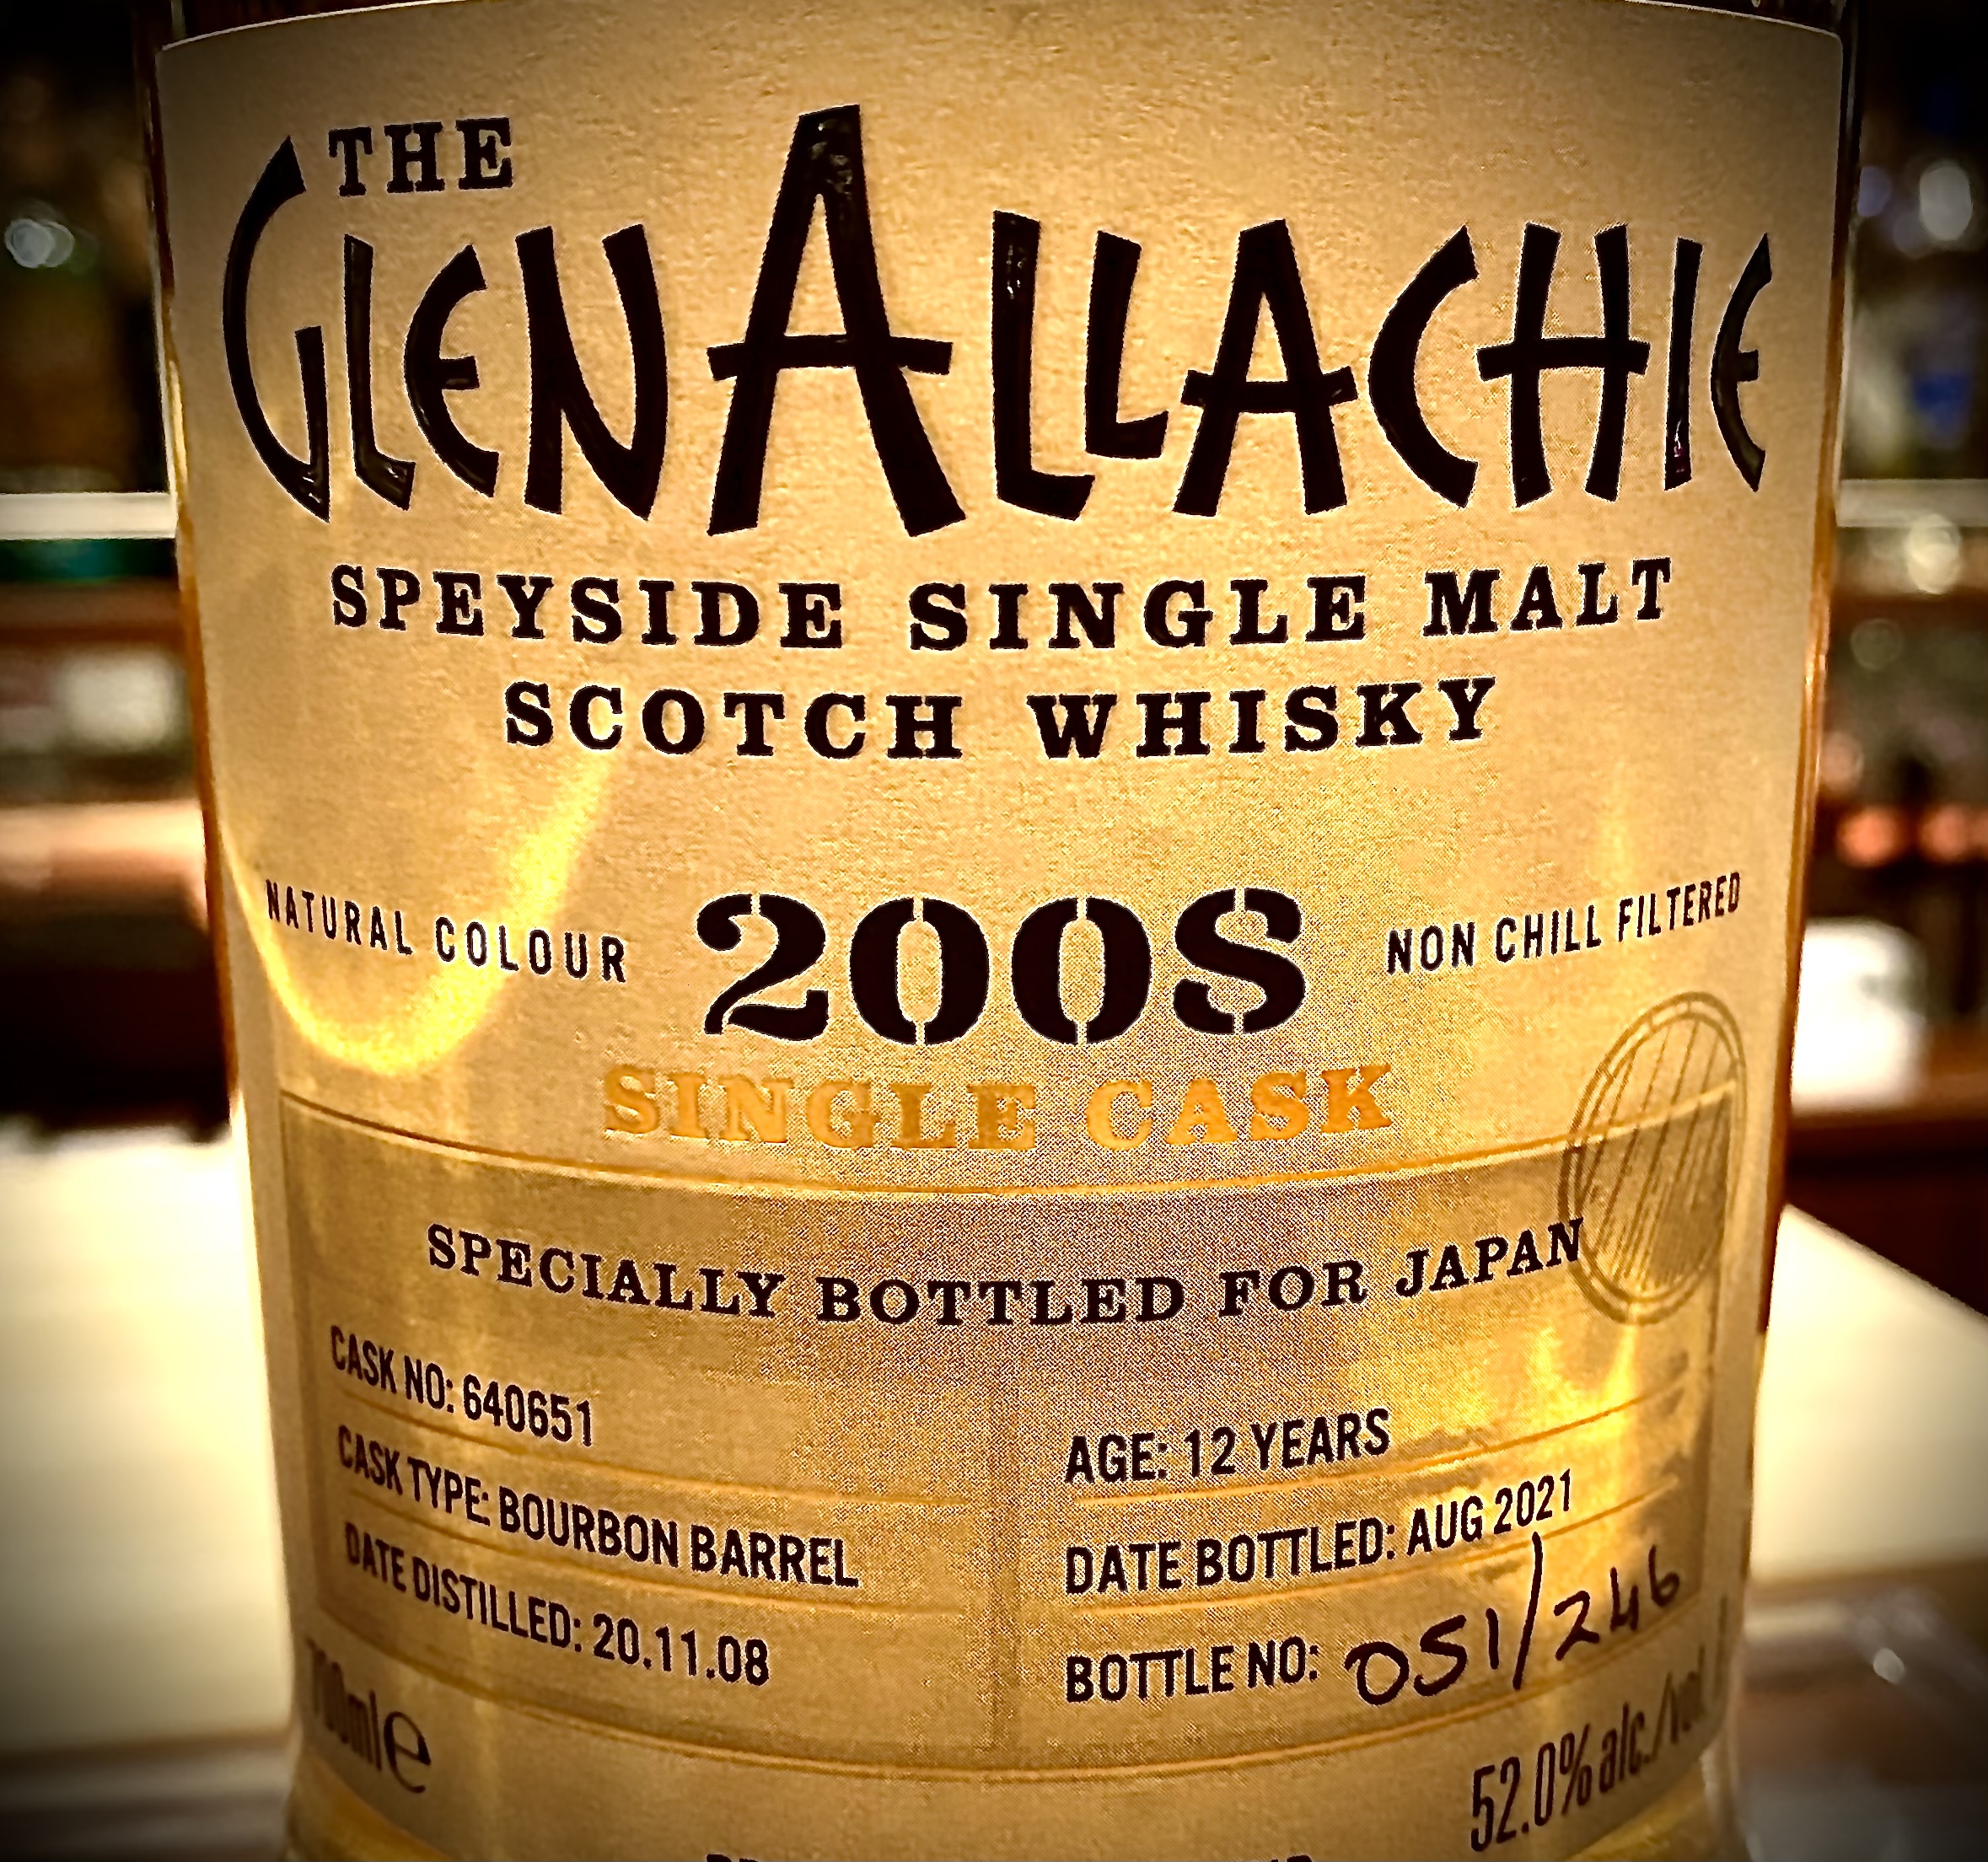 THE
GLENALLACHIE
SPEYSIDE SINGLE MALT
SCOTCH WHISKY
NATURAL COLOUR 2008 NON CHILL FILTERED
SINGLE CASK
SPECIALLY BOTTLED FOR JAPAN
CASK NO: 640651
CASK TYPE: BOURBON BARREL
DATE DISTILLED: 20.11.08
AGE: 12 YEARS
DATE BOTTLED: AUG 2021
BOTTLE NO: 051/246
700ml e
52.0% alc./vol